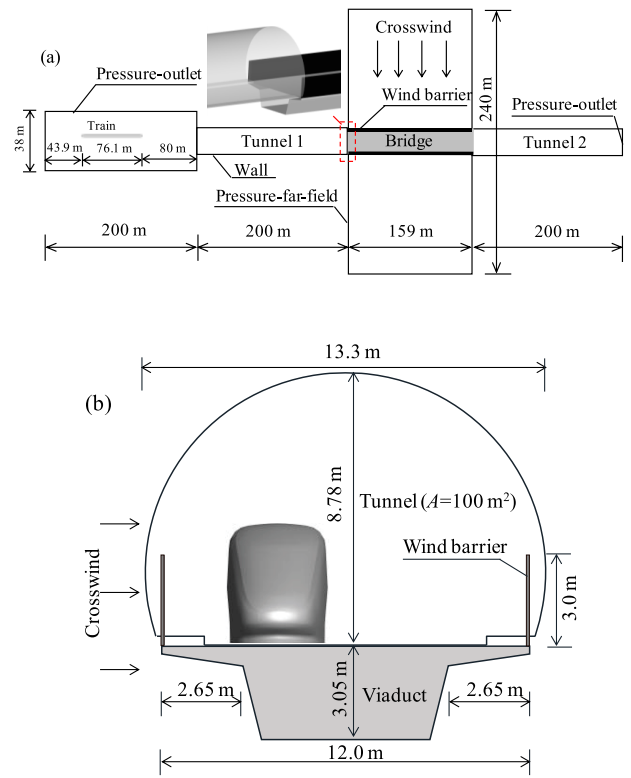 (a)
Crosswind
Pressure-outlet
Wind barrier
240 m
Pressure-outlet
38 m
Train
43.9 m
76.1 m
80 m
Tunnel 1
Bridge
Tunnel 2
Wall
Pressure-far-field
200 m
200 m
159 m
200 m
13.3 m
(b)
8.78 m
Tunnel (A=100 m²)
Wind barrier
Crosswind
3.0 m
2.65 m
3.05 m
Viaduct
2.65 m
12.0 m